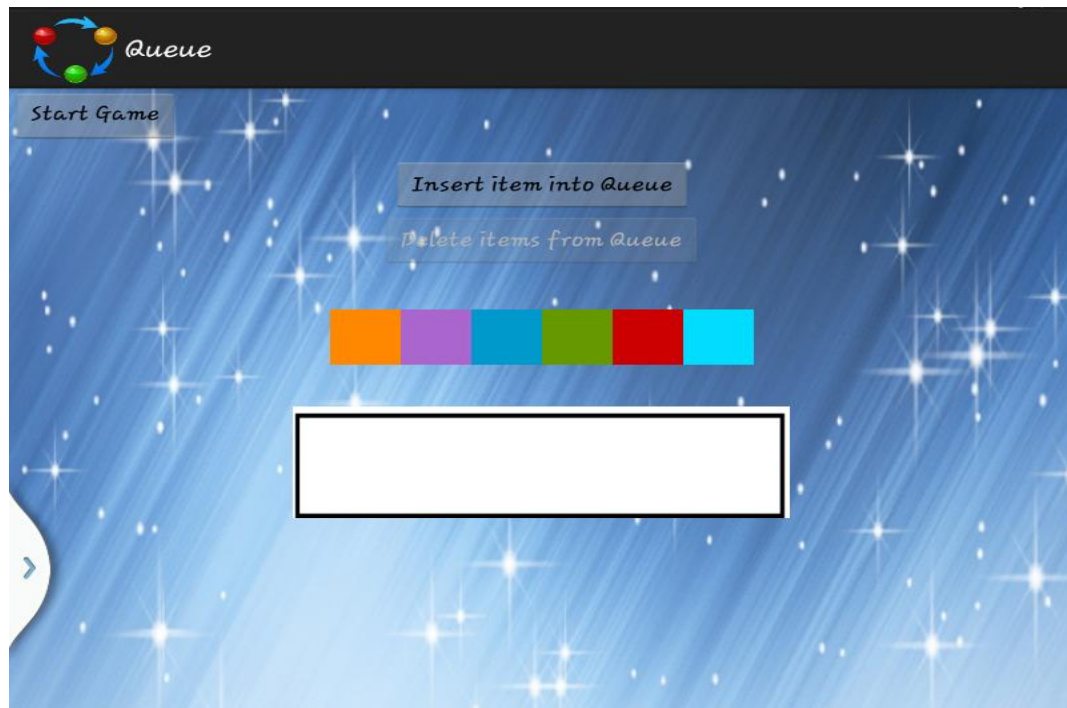 Queue
Start Game
Insert item into Queue
Delete items from Queue